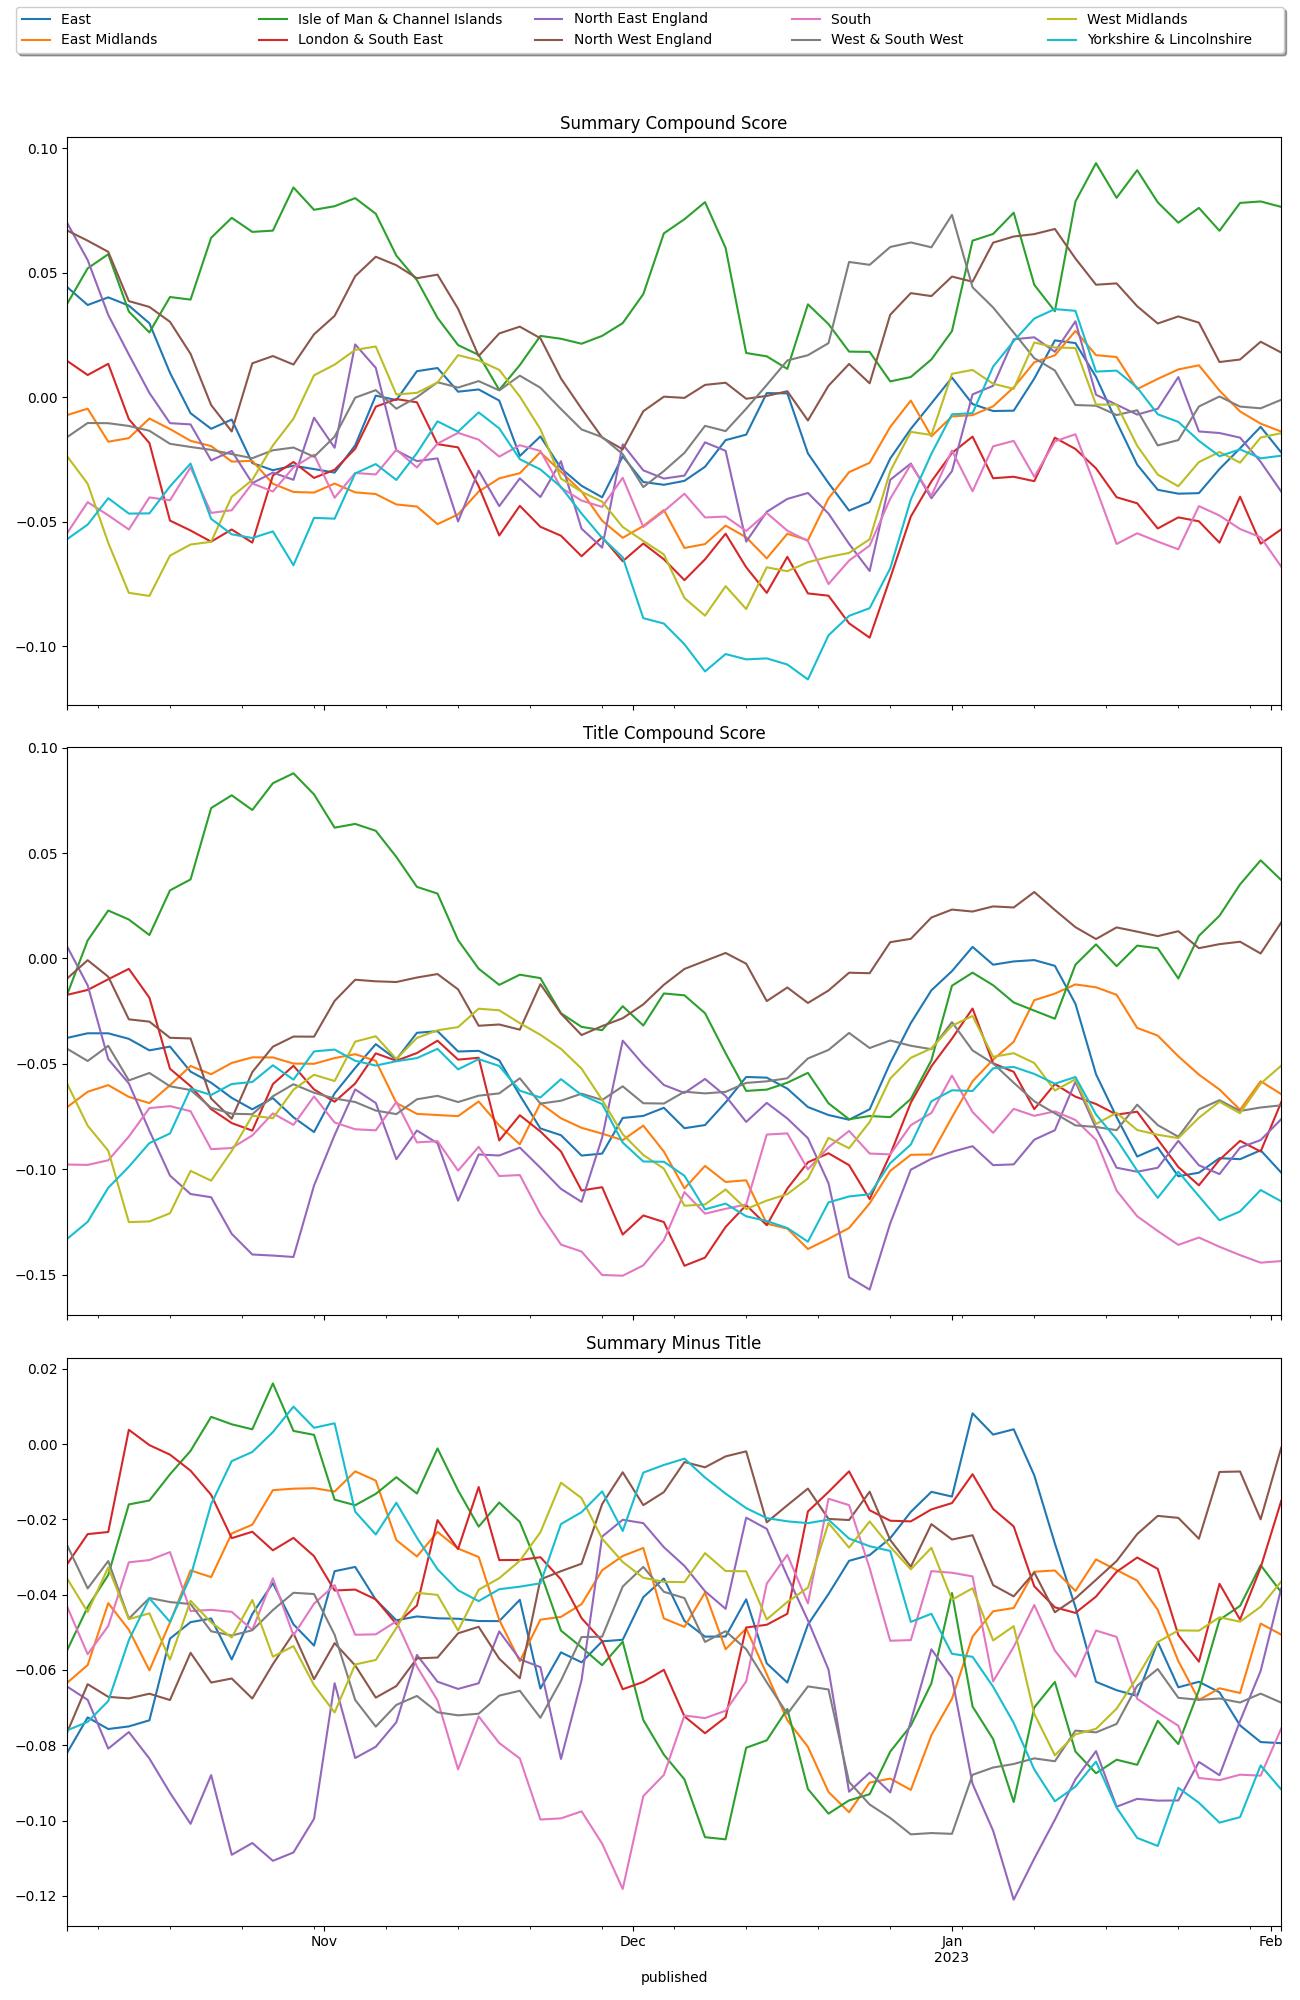 East Isle of Man & Channel Islands North East England South West Midlands
East Midlands London & South East North West England West & South West Yorkshire & Lincolnshire
Summary Compound Score
0.10
0.05
0.00
−0.05
−0.10
Title Compound Score
0.10
0.05
0.00
−0.05
−0.10
−0.15
Summary Minus Title
0.02
0.00
−0.02
−0.04
−0.06
−0.08
−0.10
−0.12
Nov Dec Jan Feb
2023
published